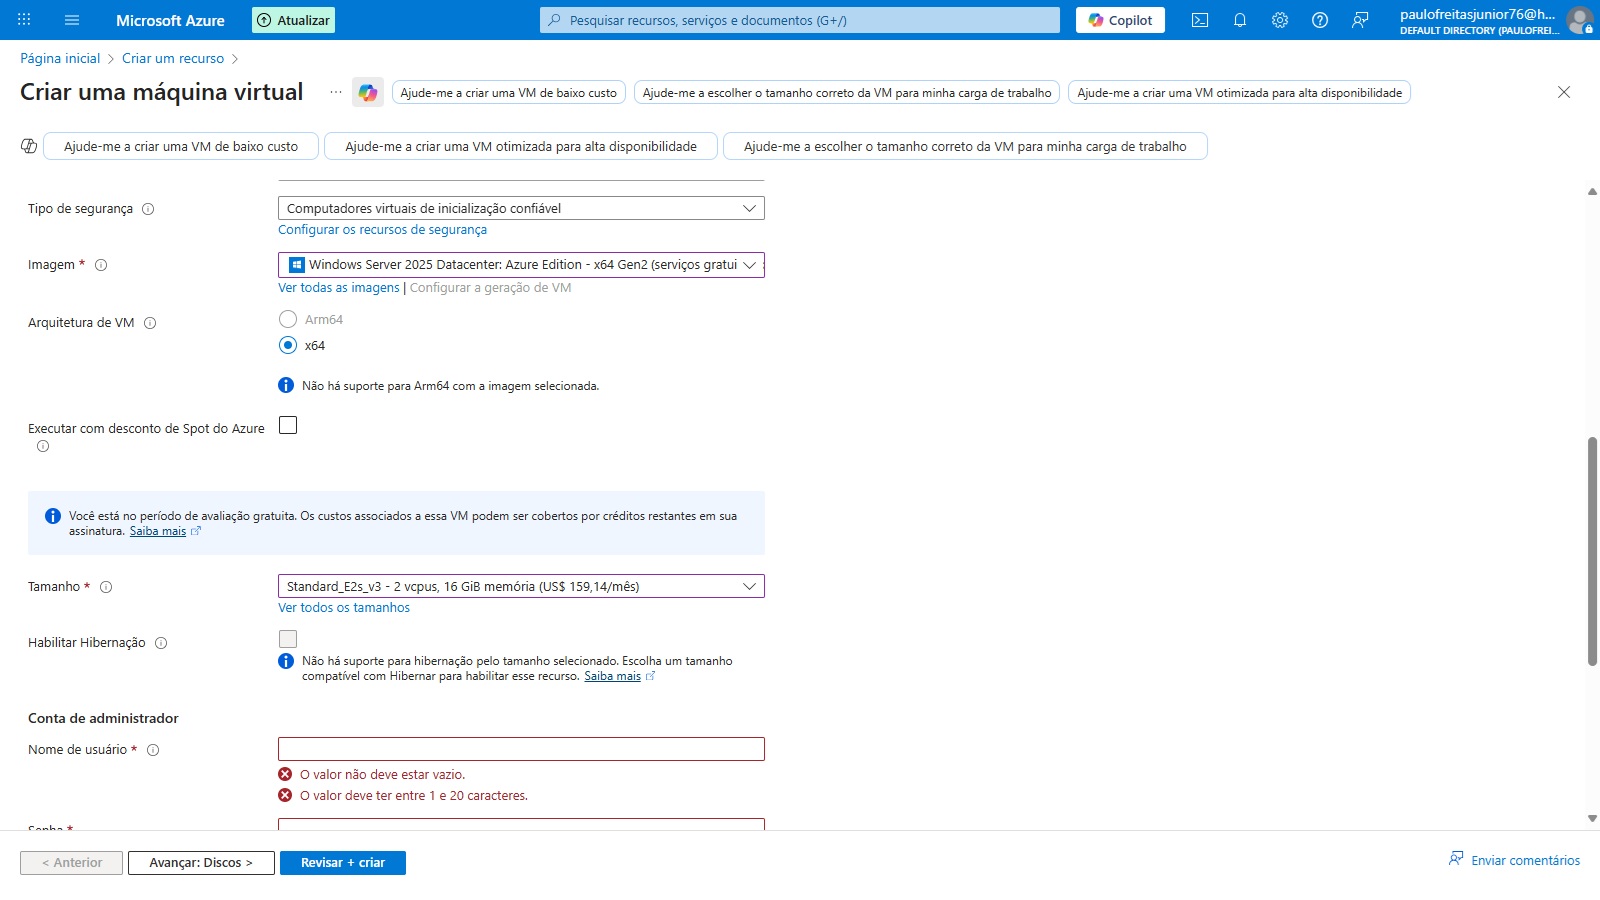 Microsoft Azure
Atualizar
Pesquisar recursos, serviços e documentos (G+/)
Copilot
paulofreitasjunior76@h...
DEFAULT DIRECTORY (PAULOFREI...
Página inicial > Criar um recurso >
Criar uma máquina virtual ...
Ajude-me a criar uma VM de baixo custo
Ajude-me a escolher o tamanho correto da VM para minha carga de trabalho
Ajude-me a criar uma VM otimizada para alta disponibilidade
Ajude-me a criar uma VM de baixo custo
Ajude-me a criar uma VM otimizada para alta disponibilidade
Ajude-me a escolher o tamanho correto da VM para minha carga de trabalho
Tipo de segurança
Computadores virtuais de inicialização confiável
Configurar os recursos de segurança
Imagem *
Windows Server 2025 Datacenter: Azure Edition - x64 Gen2 (serviços gratui
Ver todas as imagens | Configurar a geração de VM
Arquitetura de VM
Arm64
x64
Não há suporte para Arm64 com a imagem selecionada.
Executar com desconto de Spot do Azure
Você está no período de avaliação gratuita. Os custos associados a essa VM podem ser cobertos por créditos restantes em sua
assinatura. Saiba mais
Tamanho *
Standard_E2s_v3 - 2 vcpus, 16 GiB memória (US$ 159,14/mês)
Ver todos os tamanhos
Habilitar Hibernação
Não há suporte para hibernação pelo tamanho selecionado. Escolha um tamanho
compatível com Hibernar para habilitar esse recurso. Saiba mais
Conta de administrador
Nome de usuário *
O valor não deve estar vazio.
O valor deve ter entre 1 e 20 caracteres.
Senha *
< Anterior
Avançar: Discos >
Revisar + criar
Enviar comentários